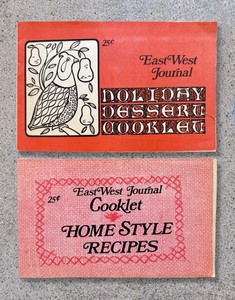 25¢
East West
Journal
HOLIDAY
DESSERT
COOKLET
East West Journal
25¢
Cooklet
HOME STYLE
RECIPES